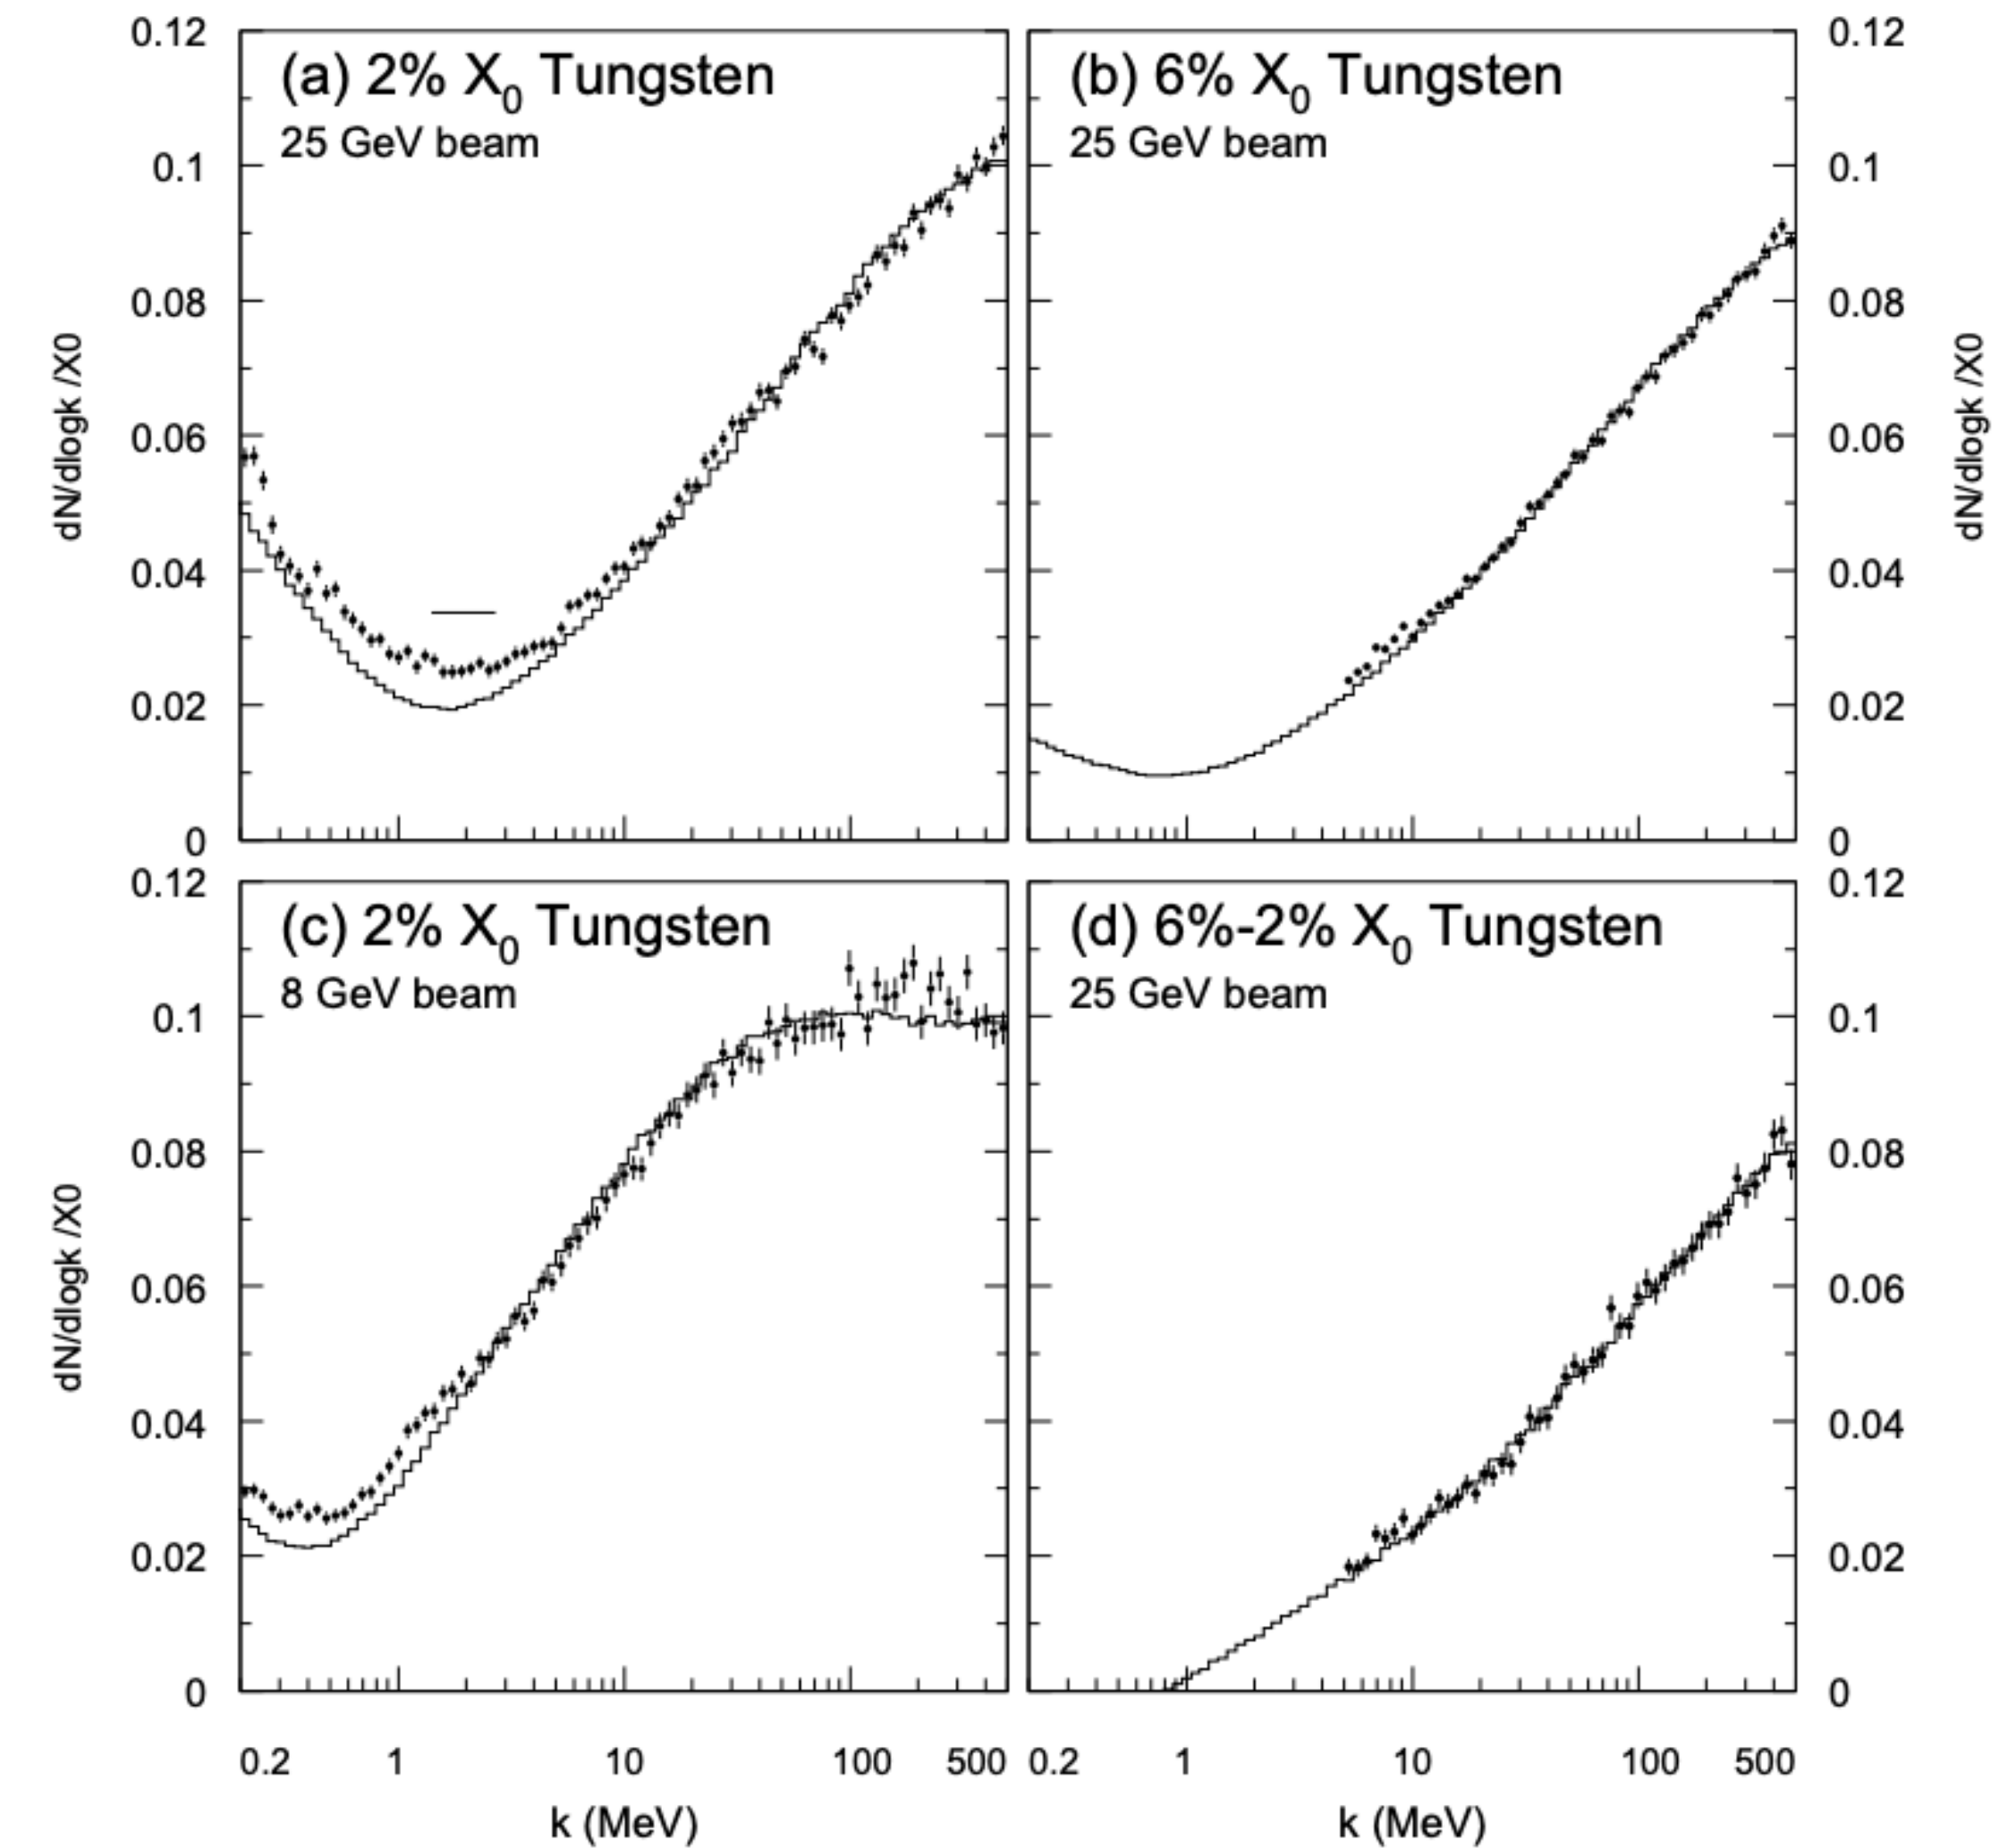 (a) 2% X0 Tungsten
25 GeV beam
0.12
0.1
0.08
0.06
0.04
0.02
0
dN/dlogk /X0
(b) 6% X0 Tungsten
25 GeV beam
0.12
0.1
0.08
0.06
0.04
0.02
0
dN/dlogk /X0
(c) 2% X0 Tungsten
8 GeV beam
0.12
0.1
0.08
0.06
0.04
0.02
0
dN/dlogk /X0
0.2 1 10 100 500
k (MeV)
(d) 6%-2% X0 Tungsten
25 GeV beam
0.12
0.1
0.08
0.06
0.04
0.02
0
0.2 1 10 100 500
k (MeV)